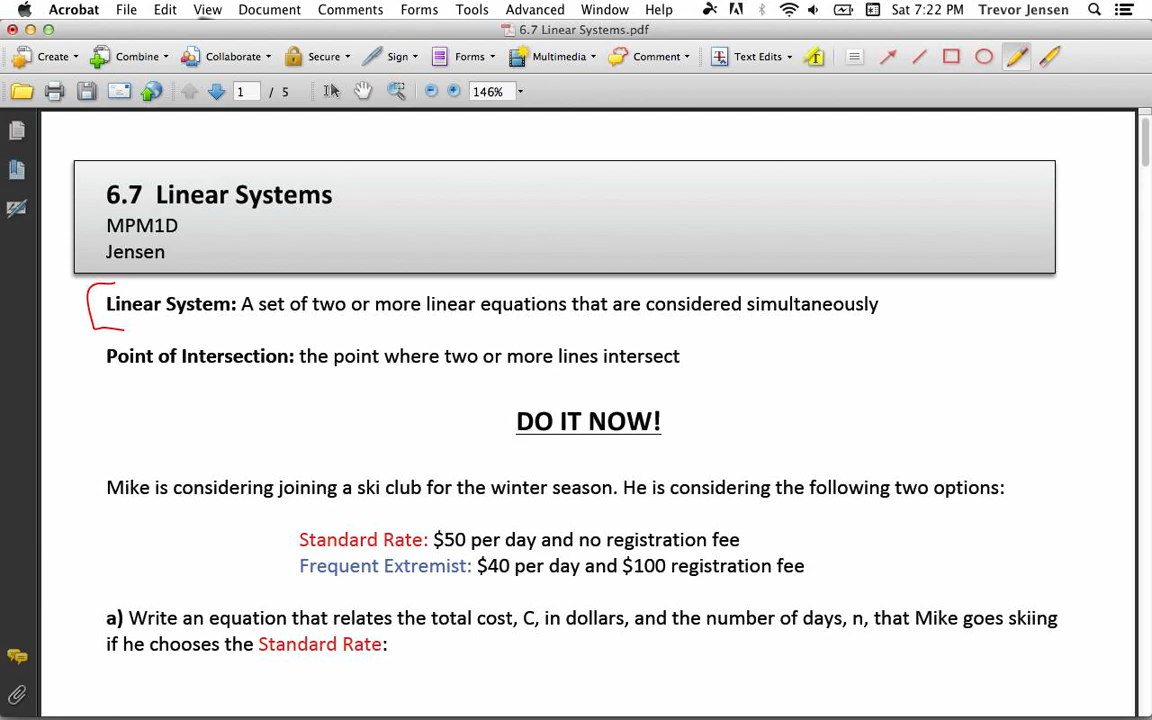 Acrobat File Edit View Document Comments Forms Tools Advanced Window Help Sat 7:22 PM Trevor Jensen
6.7 Linear Systems.pdf
Create Combine Collaborate Secure Sign Forms Multimedia Comment Text Edits
1 / 5 146%
6.7 Linear Systems
MPM1D
Jensen
Linear System: A set of two or more linear equations that are considered simultaneously
Point of Intersection: the point where two or more lines intersect
DO IT NOW!
Mike is considering joining a ski club for the winter season. He is considering the following two options:
Standard Rate: $50 per day and no registration fee
Frequent Extremist: $40 per day and $100 registration fee
a) Write an equation that relates the total cost, C, in dollars, and the number of days, n, that Mike goes skiing
if he chooses the Standard Rate: